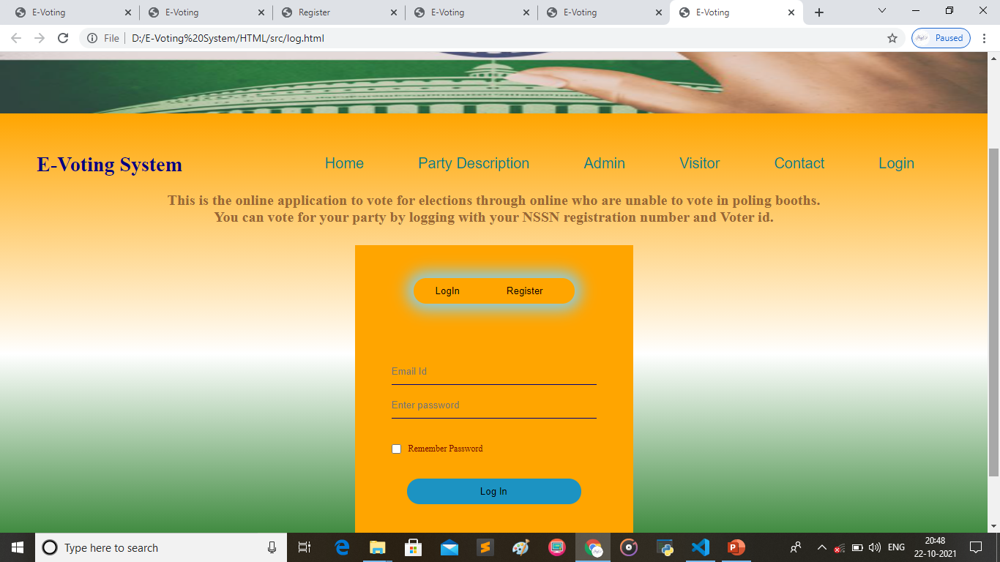 E-Voting
E-Voting
Register
E-Voting
E-Voting
E-Voting
File
D:/E-Voting%20System/HTML/src/log.html
Paused
E-Voting System
Home
Party Description
Admin
Visitor
Contact
Login
This is the online application to vote for elections through online who are unable to vote in poling booths.
You can vote for your party by logging with your NSSN registration number and Voter id.
LogIn
Register
Email Id
Enter password
Remember Password
Log In
Type here to search
ENG
20:48
22-10-2021